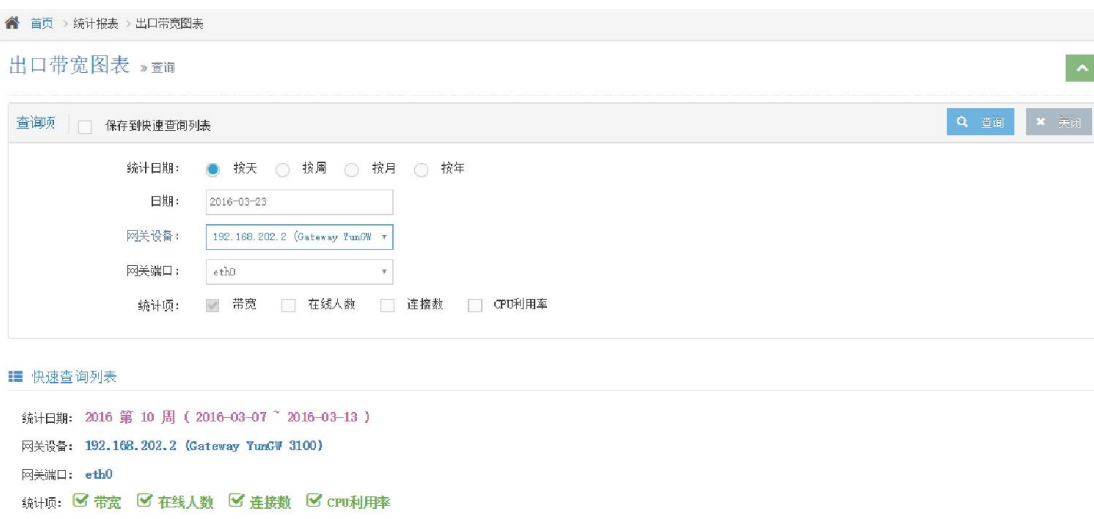 首页 > 统计报表 > 出口带宽图表
出口带宽图表 » 查询
查询项 保存到快速查询列表 查询 × 关闭
统计日期: 按天 按周 按月 按年
日期: 2016-03-23
网关设备: 192.168.202.2 (Gateway YunGW
网关端口: eth0
统计项: 带宽 在线人数 连接数 CPU利用率
快速查询列表
统计日期: 2016 第 10 周 ( 2016-03-07 ~ 2016-03-13 )
网关设备: 192.168.202.2 (Gateway YunGW 3100)
网关端口: eth0
统计项: 带宽 在线人数 连接数 CPU利用率